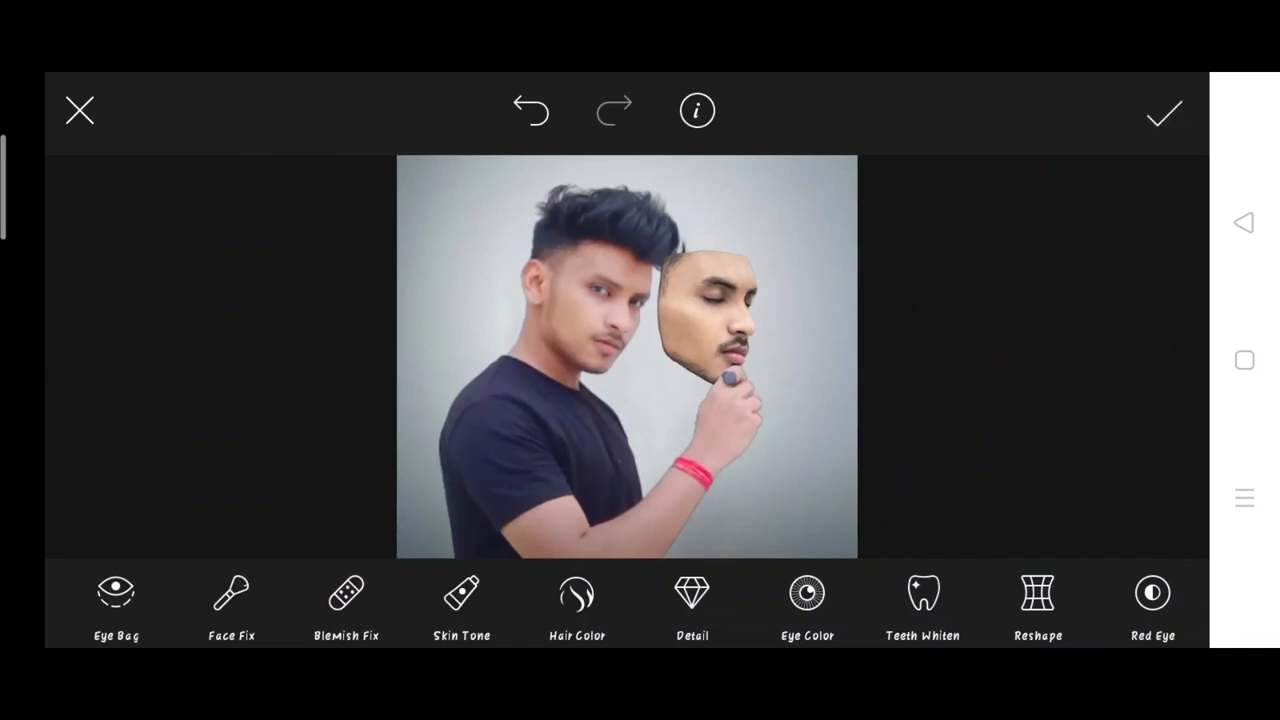 Eye Bag
Face Fix
Blemish Fix
Skin Tone
Hair Color
Detail
Eye Color
Teeth Whiten
Reshape
Red Eye